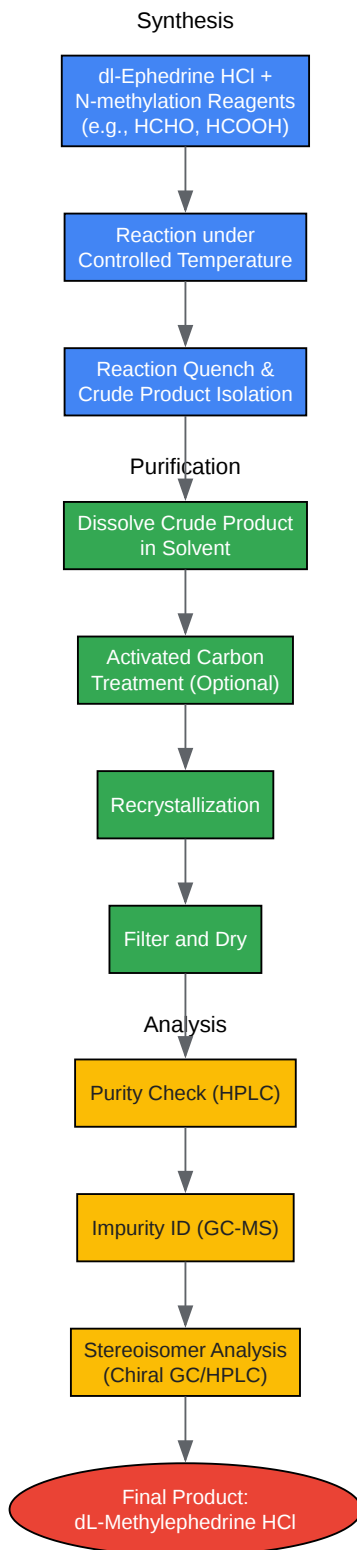 Synthesis
dl-Ephedrine HCl +
N-methylation Reagents
(e.g., HCHO, HCOOH)
Reaction under
Controlled Temperature
Reaction Quench &
Crude Product Isolation
Purification
Dissolve Crude Product
in Solvent
Activated Carbon
Treatment (Optional)
Recrystallization
Filter and Dry
Analysis
Purity Check (HPLC)
Impurity ID (GC-MS)
Stereoisomer Analysis
(Chiral GC/HPLC)
Final Product:
dL-Methylephedrine HCl